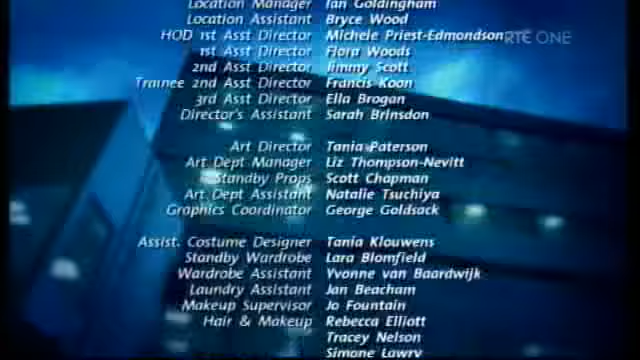 Location Manager Ian Goldingham
Location Assistant Bryce Wood
HOD 1st Asst Director Michele Priest-Edmondson
RTÉ ONE
1st Asst Director Flora Woods
2nd Asst Director Jimmy Scott
Trainee 2nd Asst Director Francis Koon
3rd Asst Director Ella Brogan
Director's Assistant Sarah Brinsdon
Art Director Tania Paterson
Art Dept Manager Liz Thompson-Nevitt
Standby Props Scott Chapman
Art Dept Assistant Natalie Tsuchiya
Graphics Coordinator George Goldsack
Assist. Costume Designer Tania Klouwens
Standby Wardrobe Lara Blomfield
Wardrobe Assistant Yvonne van Baardwijk
Laundry Assistant Jan Beacham
Makeup Supervisor Jo Fountain
Hair & Makeup Rebecca Elliott
Tracey Nelson
Simone Lawry